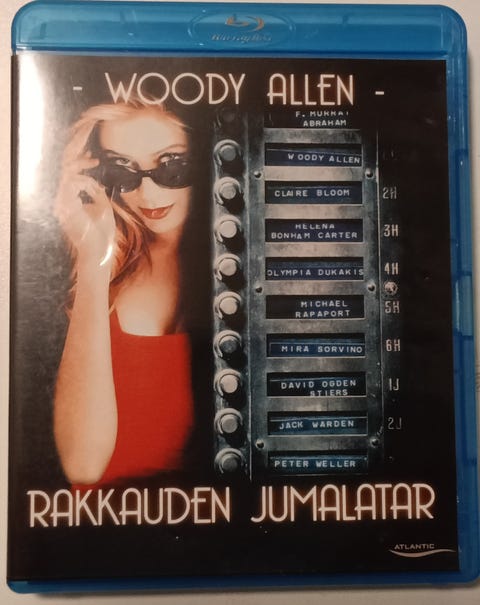 Blu-ray Disc
- WOODY ALLEN -
F. MURRAY
ABRAHAM
WOODY ALLEN
CLAIRE BLOOM 2H
HELENA
BONHAM CARTER 3H
OLYMPIA DUKAKIS 4H
MICHAEL
RAPAPORT 5H
MIRA SORVINO 6H
DAVID OGDEN
STIERS 1J
JACK WARDEN 2J
PETER WELLER
RAKKAUDEN JUMALATAR
ATLANTIC